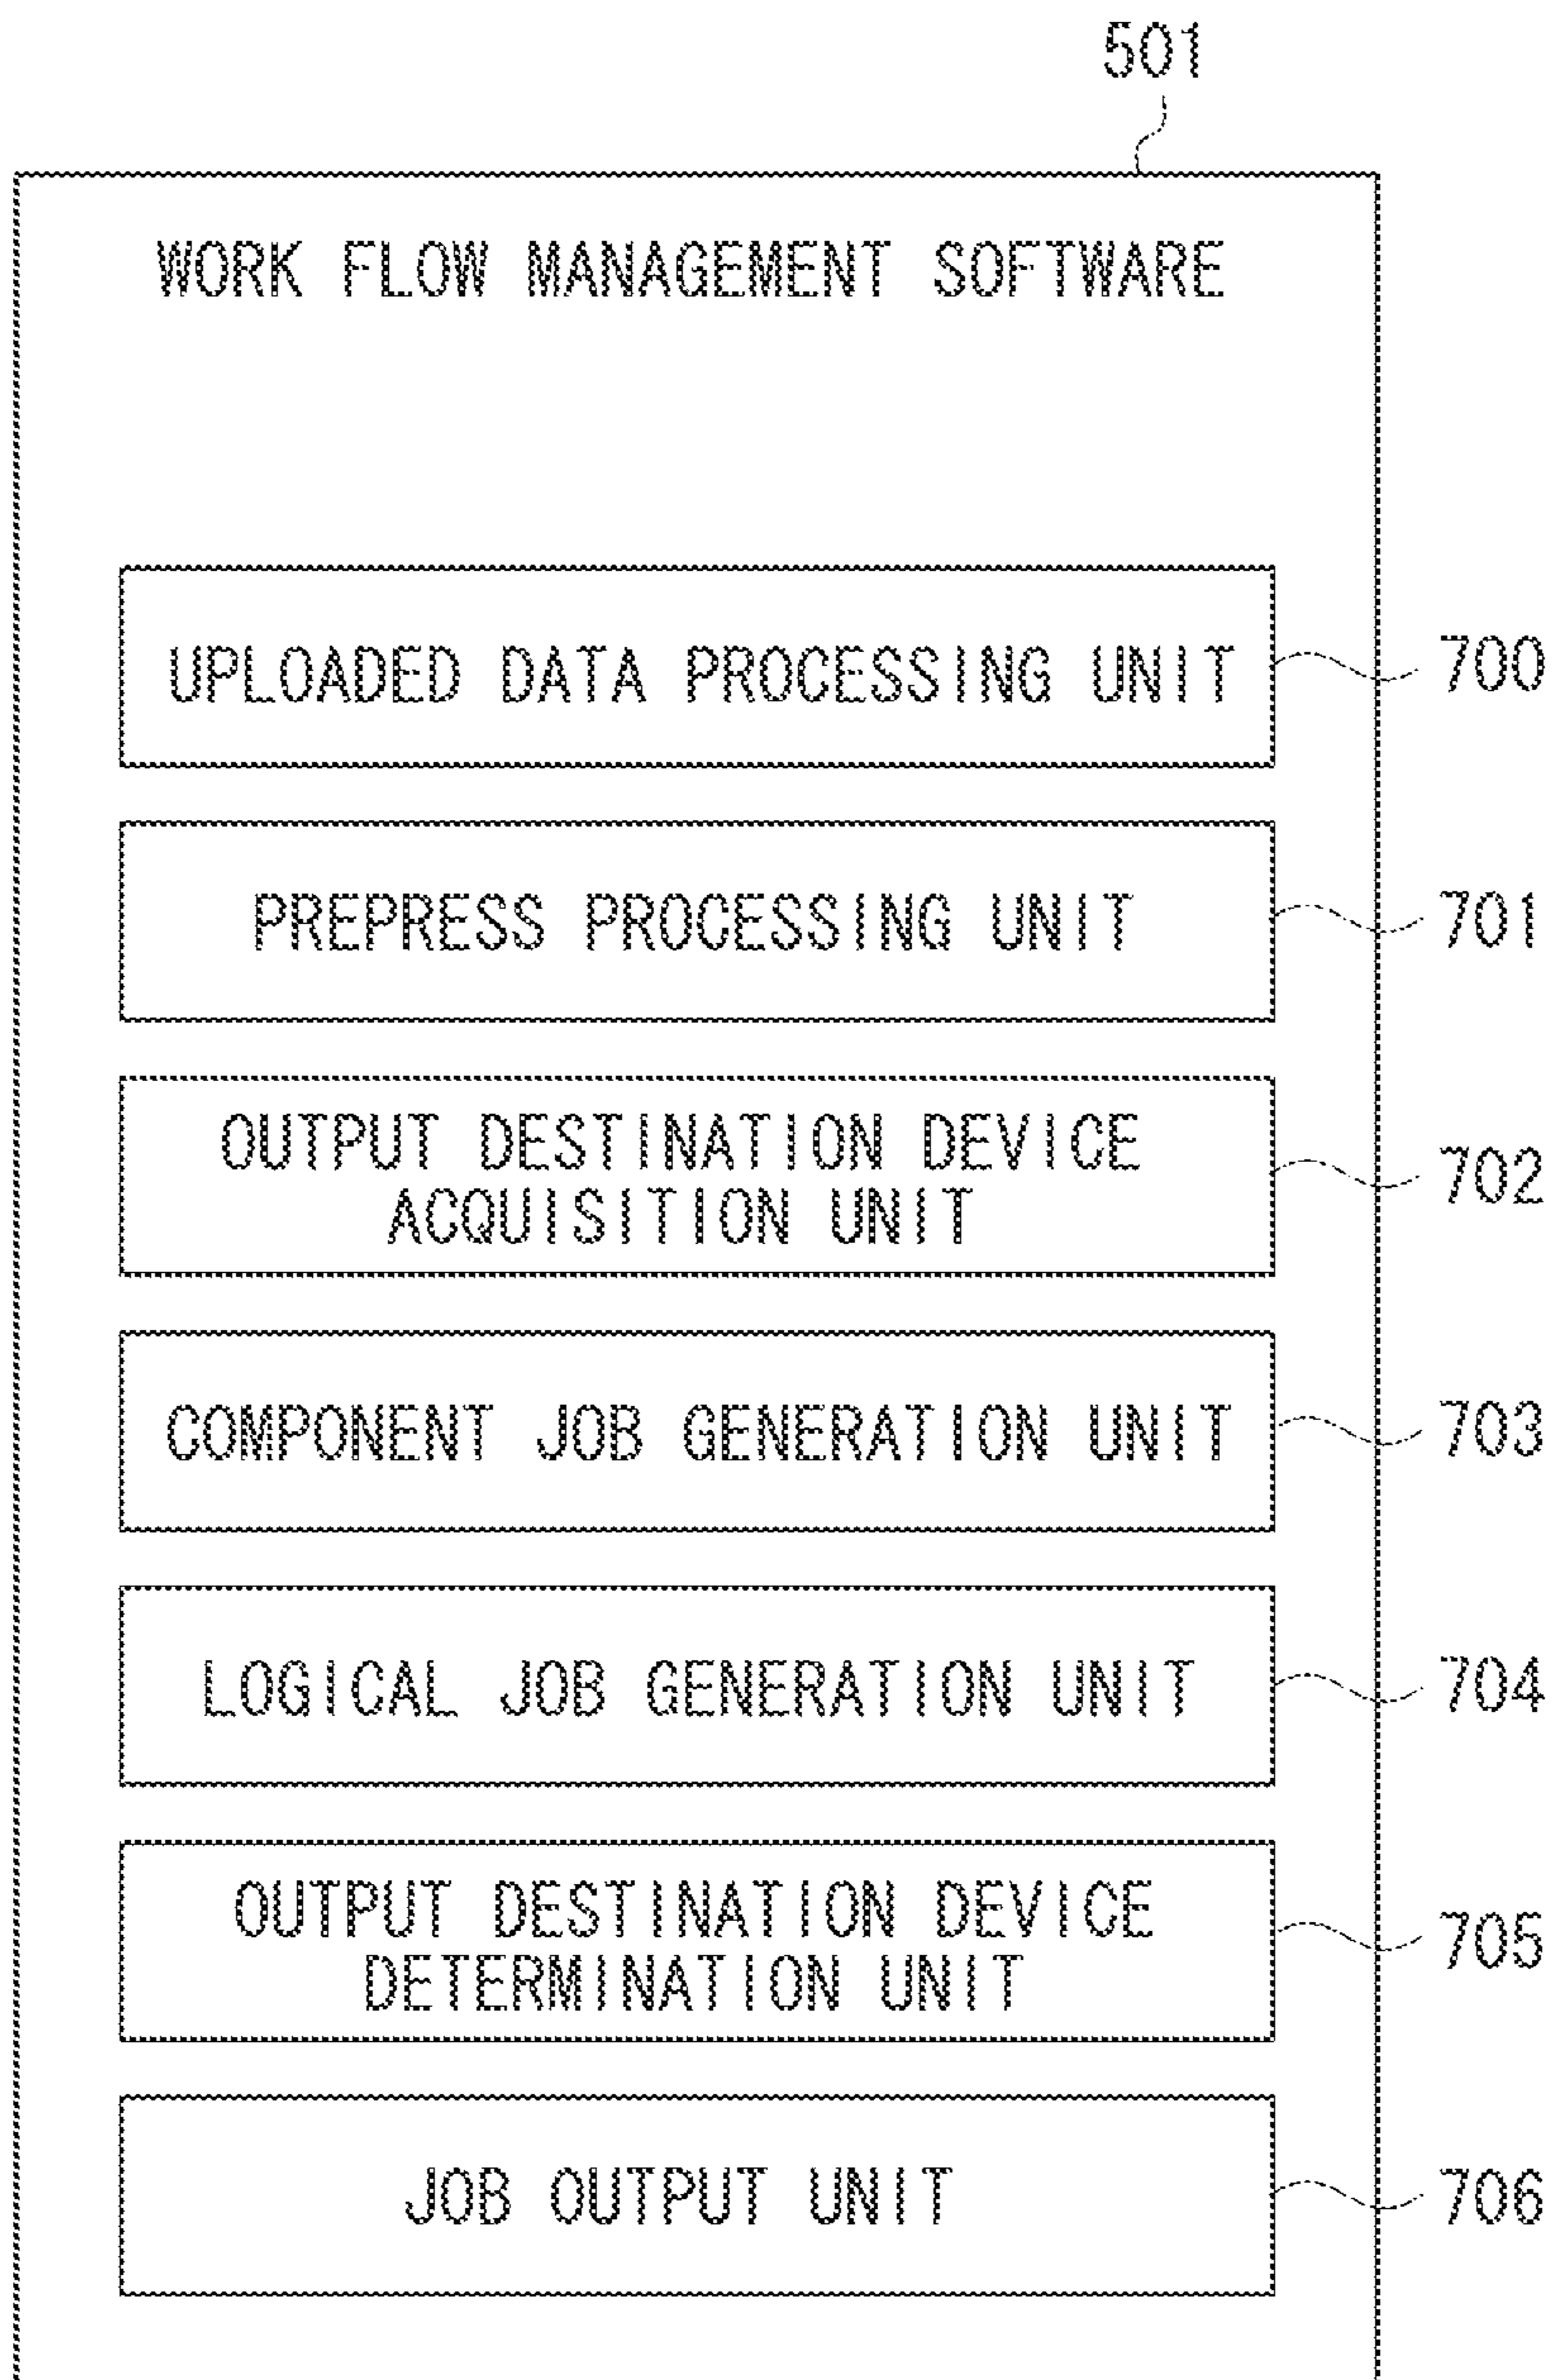 501
WORK FLOW MANAGEMENT SOFTWARE
UPLOADED DATA PROCESSING UNIT
700
PREPRESS PROCESSING UNIT
701
OUTPUT DESTINATION DEVICE
ACQUISITION UNIT
702
COMPONENT JOB GENERATION UNIT
703
LOGICAL JOB GENERATION UNIT
704
OUTPUT DESTINATION DEVICE
DETERMINATION UNIT
705
JOB OUTPUT UNIT
706